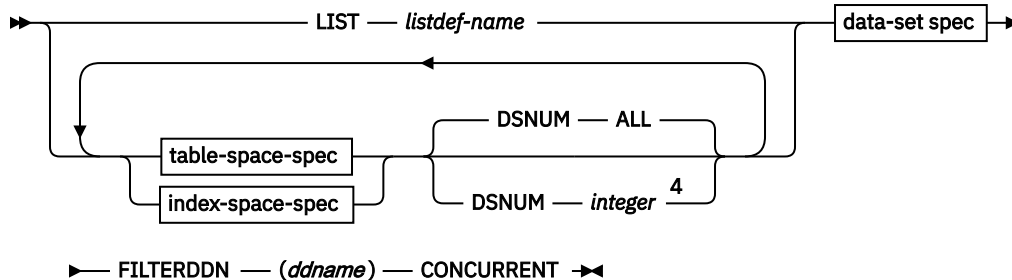 LIST listdef-name data-set spec
DSNUM ALL
table-space-spec
index-space-spec DSNUM integer 4
FILTERDDN (ddname) CONCURRENT